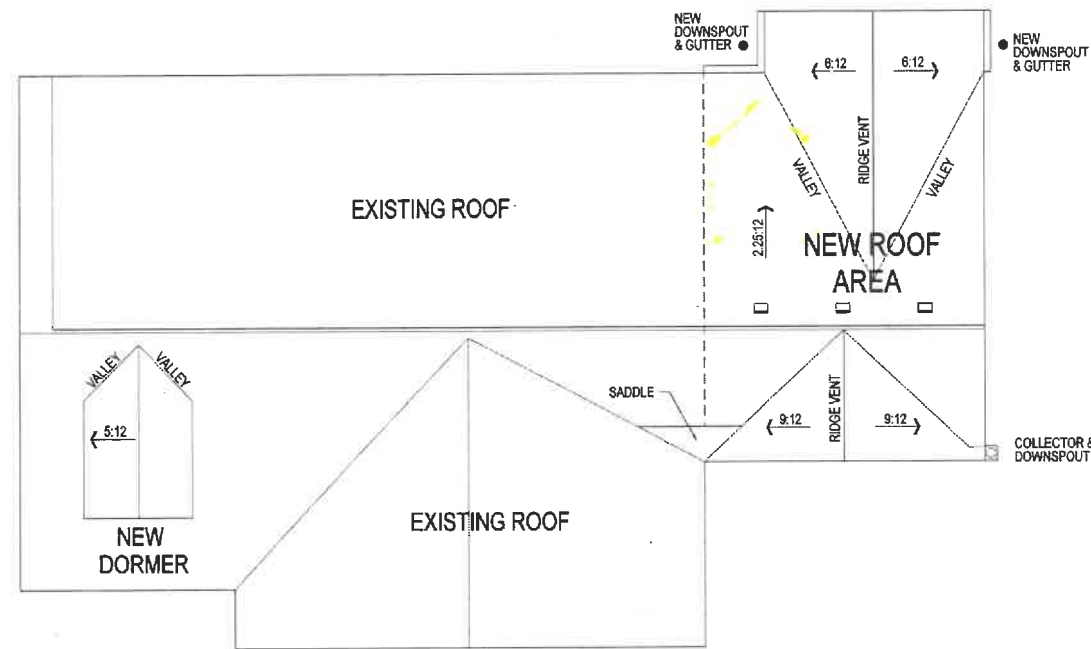 NEW
DOWNSPOUT
& GUTTER
NEW
DOWNSPOUT
& GUTTER
6:12
6:12
VALLEY
RIDGE VENT
VALLEY
EXISTING ROOF
2.25:12
NEW ROOF
AREA
VALLEY
VALLEY
5:12
NEW
DORMER
SADDLE
9:12
RIDGE VENT
9:12
COLLECTOR &
DOWNSPOUT
EXISTING ROOF